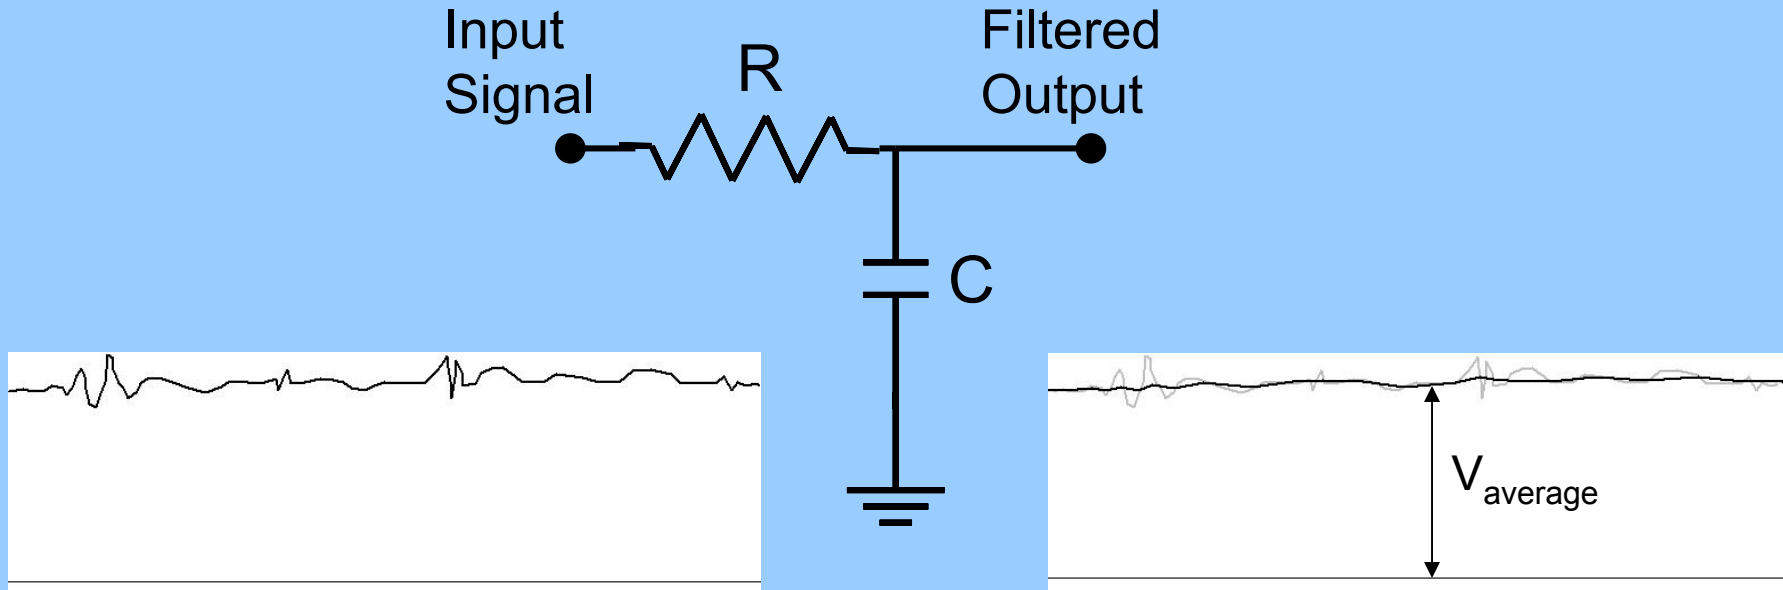 Input
Signal
R
Filtered
Output
C
Vaverage